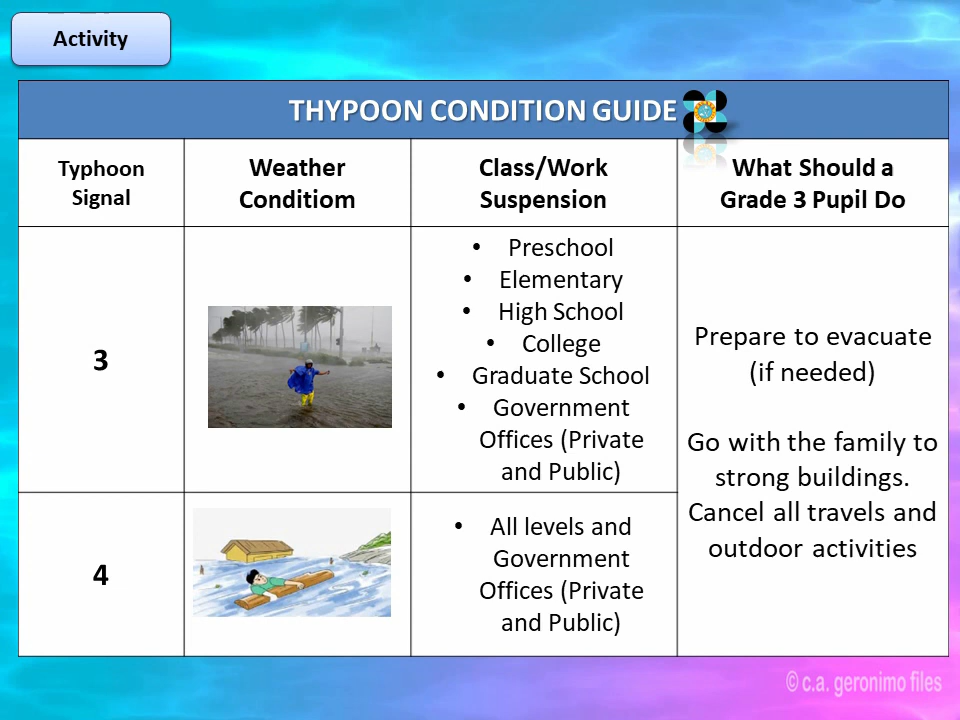 Activity
THYPOON CONDITION GUIDE
Typhoon
Signal
Weather
Conditiom
Class/Work
Suspension
What Should a
Grade 3 Pupil Do
3
• Preschool
• Elementary
• High School
• College
• Graduate School
• Government
Offices (Private
and Public)
Prepare to evacuate
(if needed)
Go with the family to
strong buildings.
Cancel all travels and
outdoor activities
4
• All levels and
Government
Offices (Private
and Public)
© c.a. geronimo files